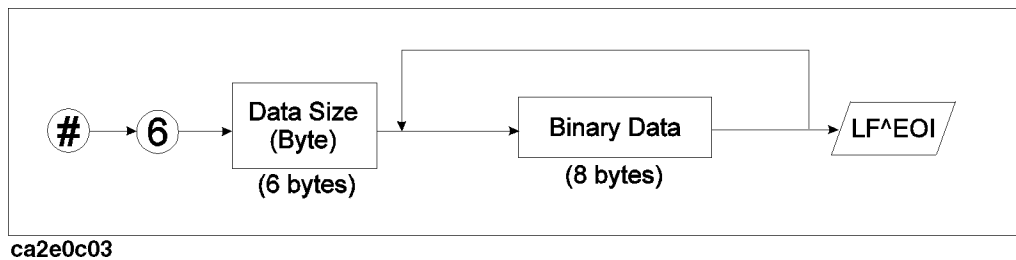 #
6
Data Size
(Byte)
(6 bytes)
Binary Data
(8 bytes)
LF^EOI
ca2e0c03